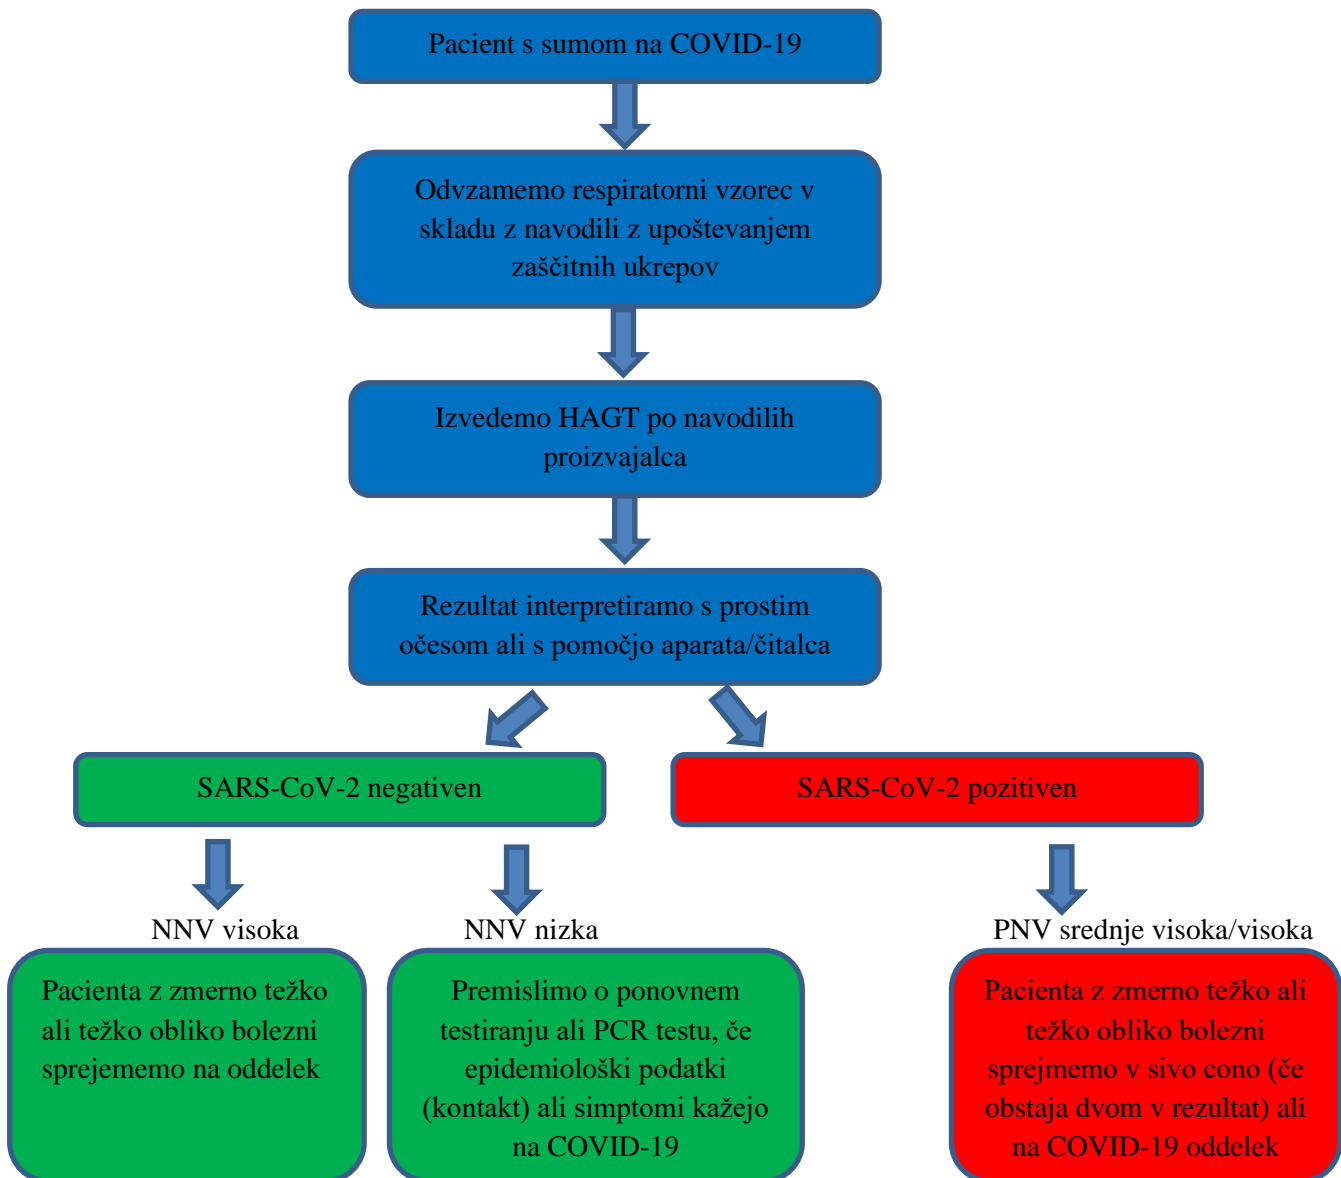 Pacient s sumom na COVID-19
Odvzamemo respiratorni vzorec v
skladu z navodili z upoštevanjem
zaščitnih ukrepov
Izvedemo HAGT po navodilih
proizvajalca
Rezultat interpretiramo s prostim
očesom ali s pomočjo aparata/čitalca
SARS-CoV-2 negativen
SARS-CoV-2 pozitiven
NNV visoka
Pacienta z zmerno težko
ali težko obliko bolezni
sprejememo na oddelek
NNV nizka
Premislimo o ponovnem
testiranju ali PCR testu, če
epidemiološki podatki
(kontakt) ali simptomi kažejo
na COVID-19
PNV srednje visoka/visoka
Pacienta z zmerno težko ali
težko obliko bolezni
sprejmemo v sivo cono (če
obstaja dvom v rezultat) ali
na COVID-19 oddelek